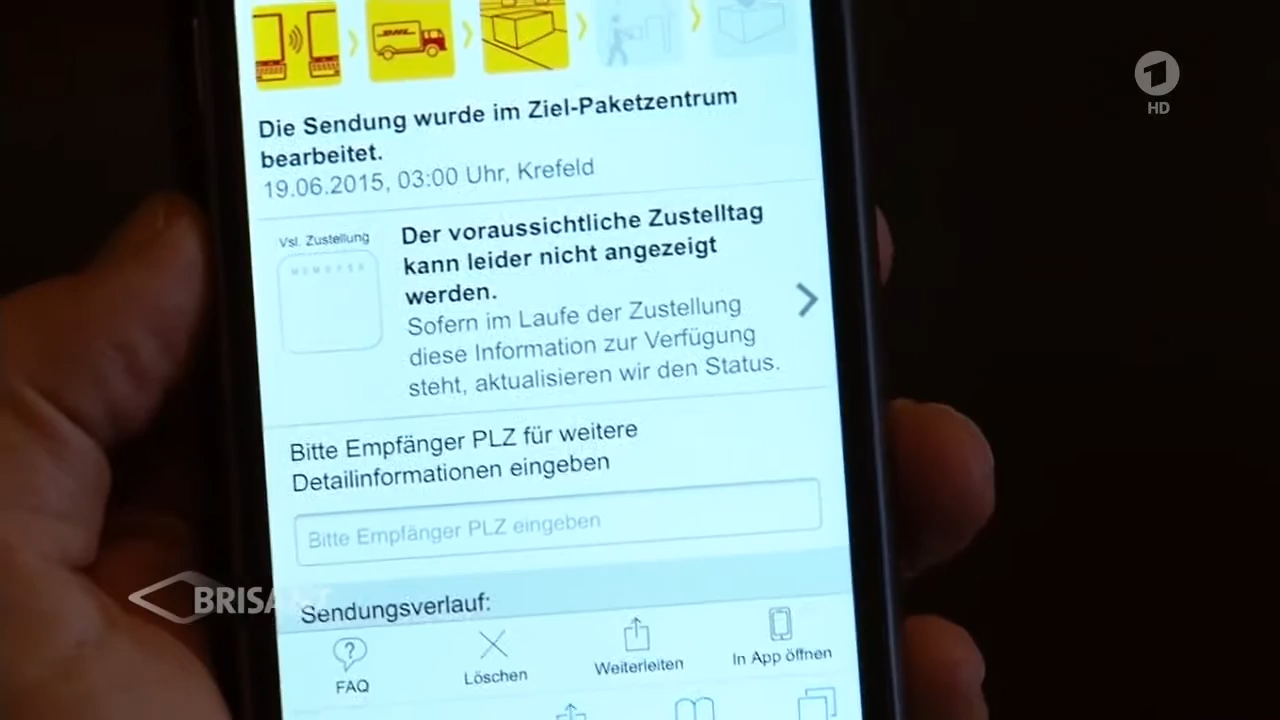 DHL
HD
Die Sendung wurde im Ziel-Paketzentrum
bearbeitet.
19.06.2015, 03:00 Uhr, Krefeld
Vsl. Zustellung
Der voraussichtliche Zustelltag
kann leider nicht angezeigt
werden.
Sofern im Laufe der Zustellung
diese Information zur Verfügung
steht, aktualisieren wir den Status.
Bitte Empfänger PLZ für weitere
Detailinformationen eingeben
Bitte Empfänger PLZ eingeben
Sendungsverlauf:
FAQ
Löschen
Weiterleiten
In App öffnen